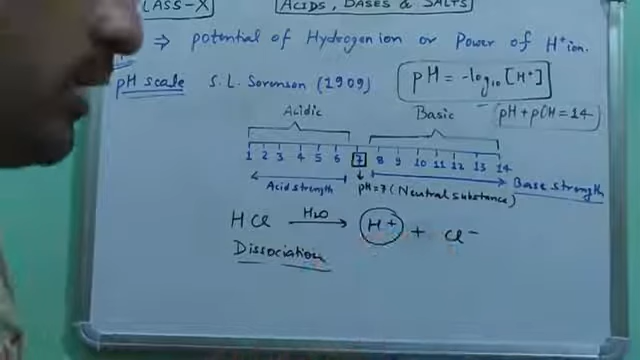 CLASS-X
ACIDS, BASES & SALTS
⇒ potential of Hydrogen ion or Power of H⁺ ion.
pH scale S.L. Sorenson (1909) pH = -log₁₀[H⁺]
Acidic Basic pH + pOH = 14
1 2 3 4 5 6 7 8 9 10 11 12 13 14
Acid strength pH=7 (Neutral substance) Base strength
HCl H₂O → H⁺ + Cl⁻
Dissociation